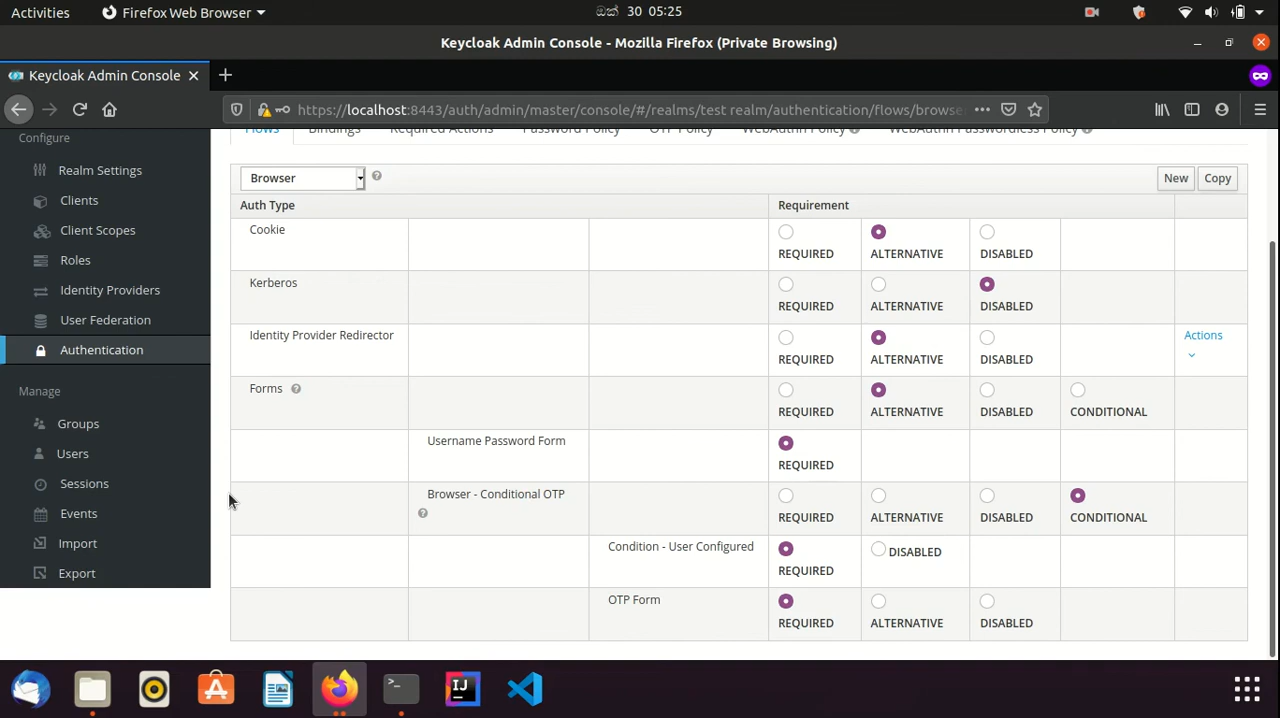 Activities Firefox Web Browser ඔක් 30 05:25
Keycloak Admin Console - Mozilla Firefox (Private Browsing)
Keycloak Admin Console
https://localhost:8443/auth/admin/master/console/#/realms/test realm/authentication/flows/browse
Configure
Realm Settings
Clients
Client Scopes
Roles
Identity Providers
User Federation
Authentication
Manage
Groups
Users
Sessions
Events
Import
Export
Flows Bindings Required Actions Password Policy OTP Policy WebAuthn Policy WebAuthn Passwordless Policy
Browser New Copy
Auth Type Requirement
Cookie REQUIRED ALTERNATIVE DISABLED
Kerberos REQUIRED ALTERNATIVE DISABLED
Identity Provider Redirector REQUIRED ALTERNATIVE DISABLED Actions
Forms REQUIRED ALTERNATIVE DISABLED CONDITIONAL
Username Password Form REQUIRED
Browser - Conditional OTP REQUIRED ALTERNATIVE DISABLED CONDITIONAL
Condition - User Configured REQUIRED DISABLED
OTP Form REQUIRED ALTERNATIVE DISABLED